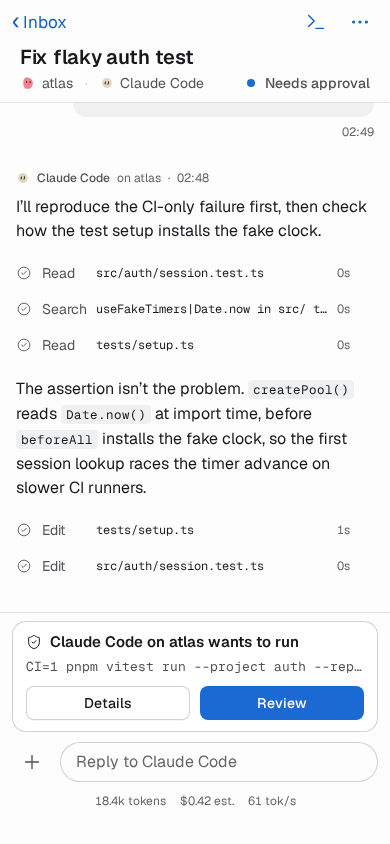 Inbox
Fix flaky auth test
atlas · Claude Code Needs approval
02:49
Claude Code on atlas · 02:48
I'll reproduce the CI-only failure first, then check
how the test setup installs the fake clock.
Read src/auth/session.test.ts 0s
Search useFakeTimers|Date.now in src/ t… 0s
Read tests/setup.ts 0s
The assertion isn't the problem. createPool()
reads Date.now() at import time, before
beforeAll installs the fake clock, so the first
session lookup races the timer advance on
slower CI runners.
Edit tests/setup.ts 1s
Edit src/auth/session.test.ts 0s
Claude Code on atlas wants to run
CI=1 pnpm vitest run --project auth --rep…
Details Review
Reply to Claude Code
18.4k tokens $0.42 est. 61 tok/s